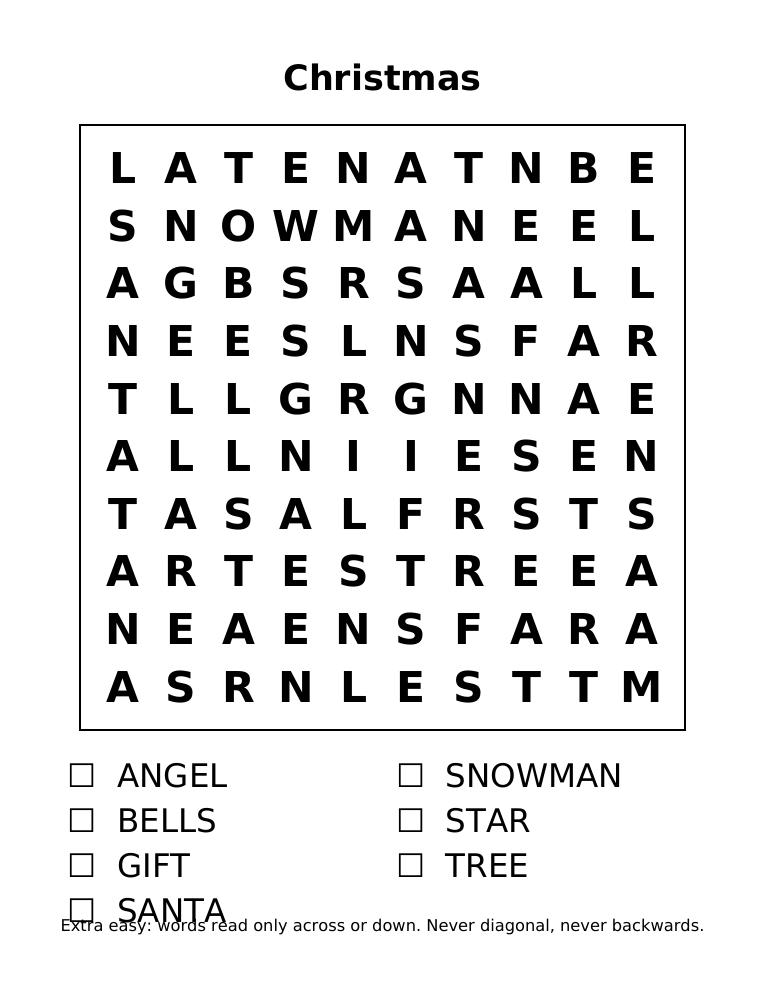 Christmas
L A T E N A T N B E
S N O W M A N E E L
A G B S R S A A L L
N E E S L N S F A R
T L L G R G N N A E
A L L N I I E S E N
T A S A L F R S T S
A R T E S T R E E A
N E A E N S F A R A
A S R N L E S T T M
☐ ANGEL ☐ SNOWMAN
☐ BELLS ☐ STAR
☐ GIFT ☐ TREE
☐ SANTA
Extra easy: words read only across or down. Never diagonal, never backwards.